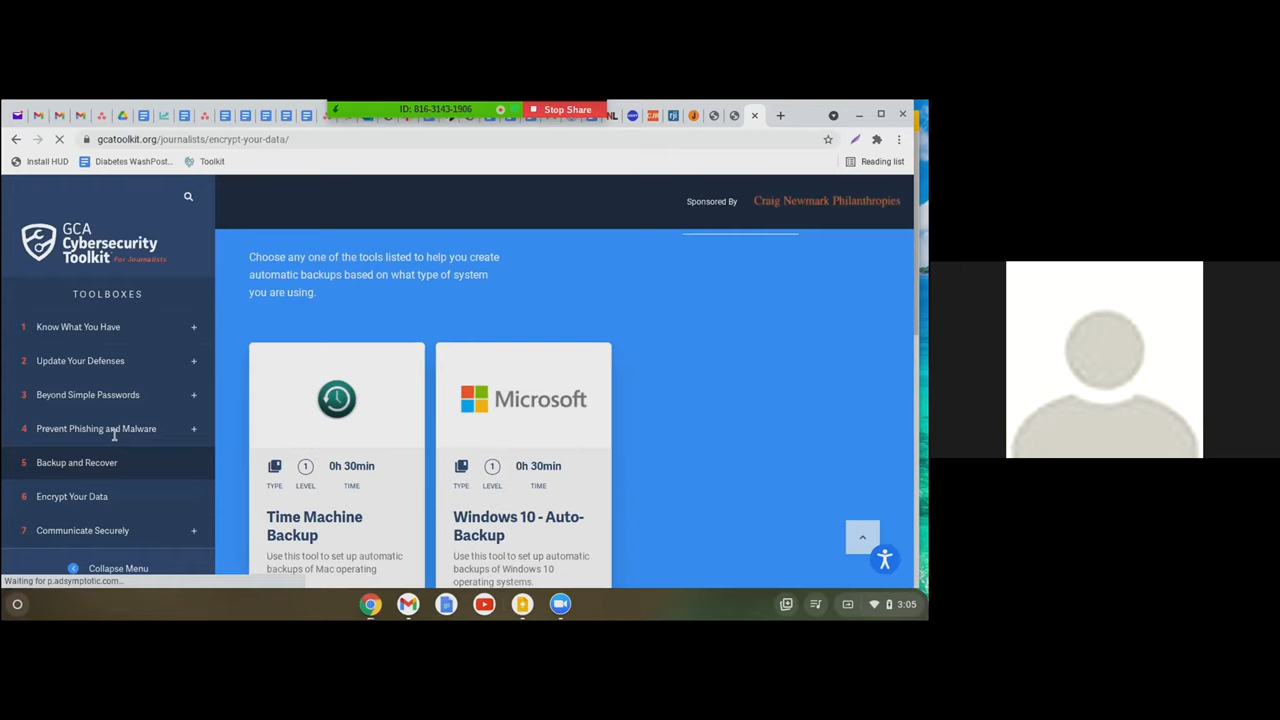 ID: 816-3143-1906
Stop Share
NL
gcatoolkit.org/journalists/encrypt-your-data/
Install HUD
Diabetes WashPost...
Toolkit
Reading list
Sponsored By
Craig Newmark Philanthropies
GCA
Cybersecurity
Toolkit
For Journalists
TOOLBOXES
1 Know What You Have +
2 Update Your Defenses +
3 Beyond Simple Passwords +
4 Prevent Phishing and Malware +
5 Backup and Recover
6 Encrypt Your Data
7 Communicate Securely +
Collapse Menu
Waiting for p.adsymptotic.com...
Choose any one of the tools listed to help you create
automatic backups based on what type of system
you are using.
1
0h 30min
TYPE LEVEL TIME
Time Machine
Backup
Use this tool to set up automatic
backups of Mac operating
Microsoft
1
0h 30min
TYPE LEVEL TIME
Windows 10 - Auto-
Backup
Use this tool to set up automatic
backups of Windows 10
operating systems.
3:05